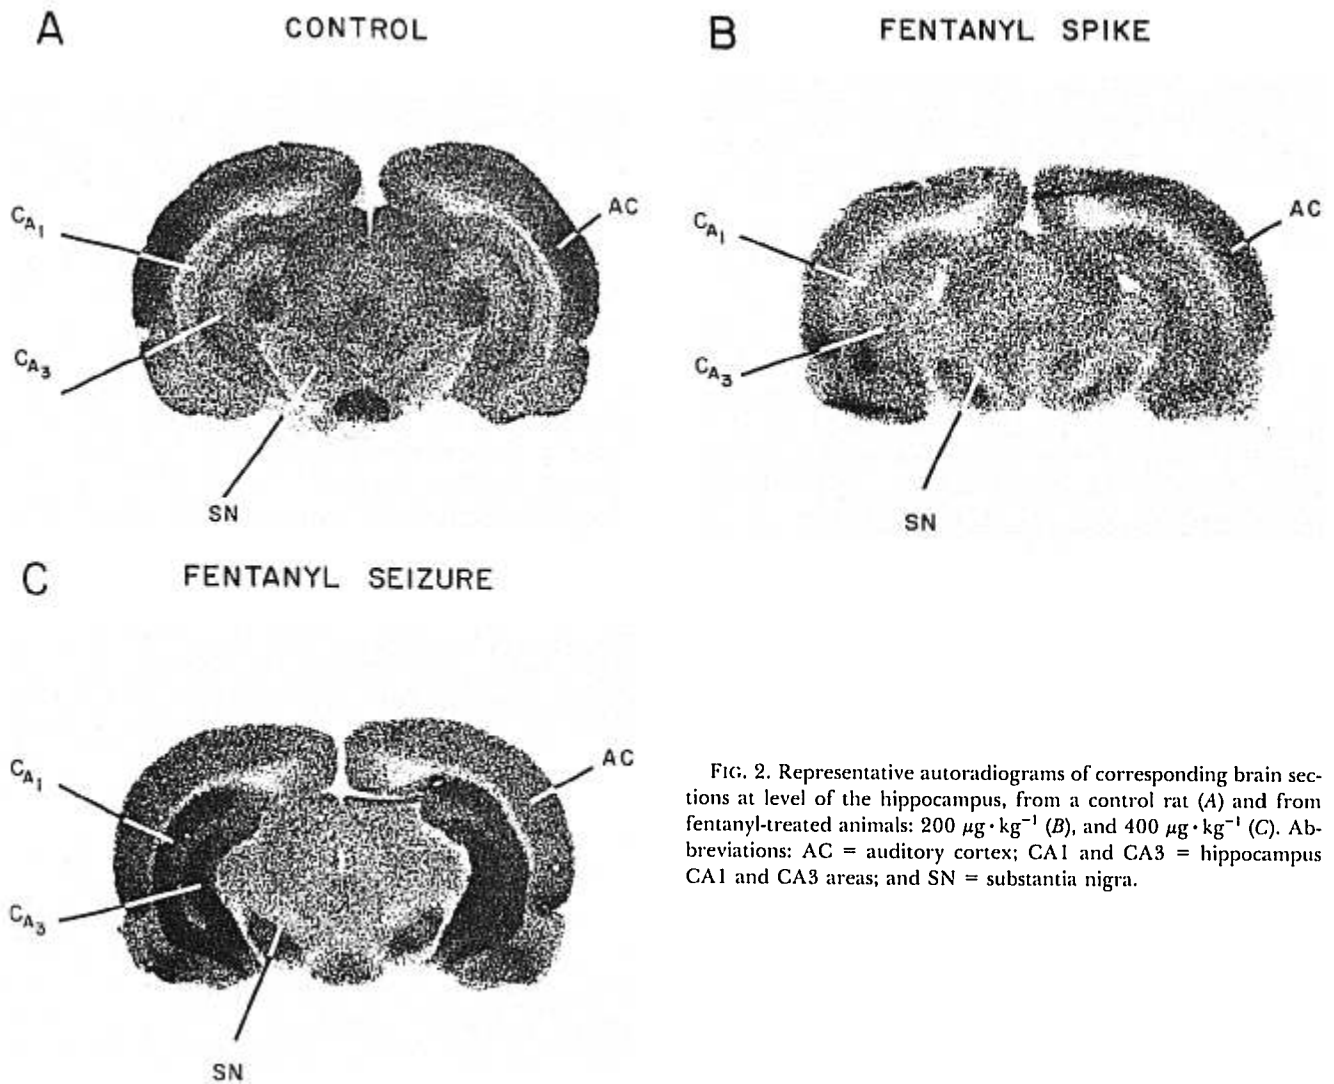 A
CONTROL
CA1
AC
CA3
SN
B
FENTANYL SPIKE
CA1
AC
CA3
SN
C
FENTANYL SEIZURE
CA1
AC
CA3
SN
FIG. 2. Representative autoradiograms of corresponding brain sec-
tions at level of the hippocampus, from a control rat (A) and from
fentanyl-treated animals: 200 μg·kg⁻¹ (B), and 400 μg·kg⁻¹ (C). Ab-
breviations: AC = auditory cortex; CA1 and CA3 = hippocampus
CA1 and CA3 areas; and SN = substantia nigra.